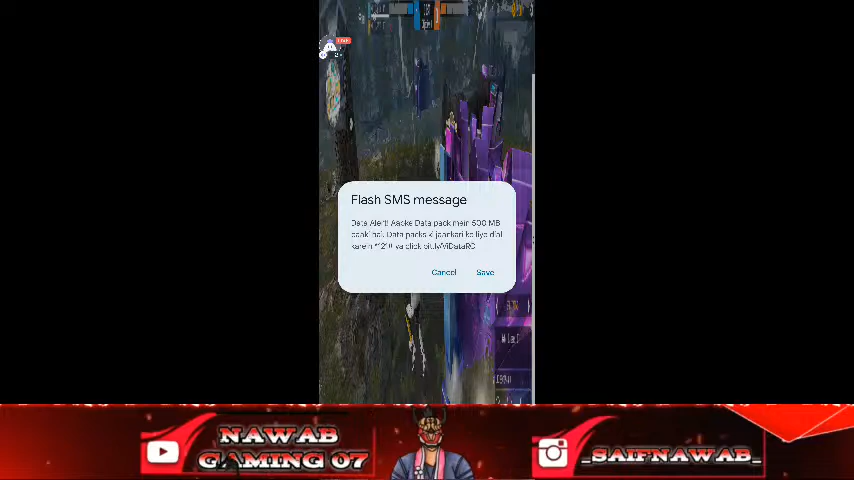 LIVE
Flash SMS message
Data Alert! Aapke Data pack mein 500 MB
baaki hai. Data packs ki jaankari ke liye dial
karein *121# ya click bit.ly/ViDataRC
Cancel
Save
NAWAB
GAMING 07
_SAIFNAWAB_